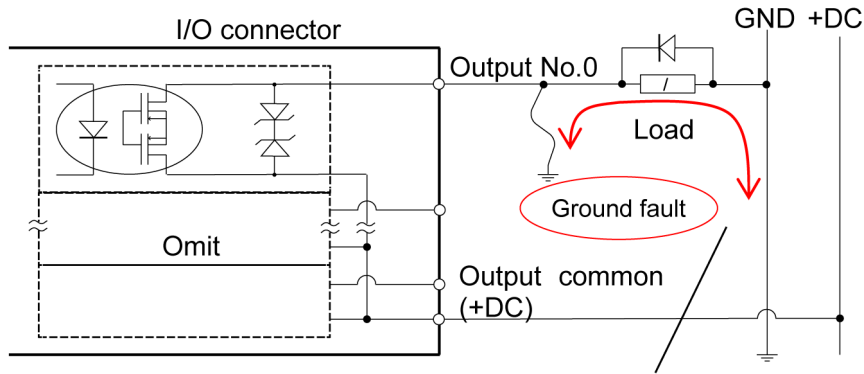 GND +DC
I/O connector
Output No.0
Load
Ground fault
Omit
Output common
(+DC)